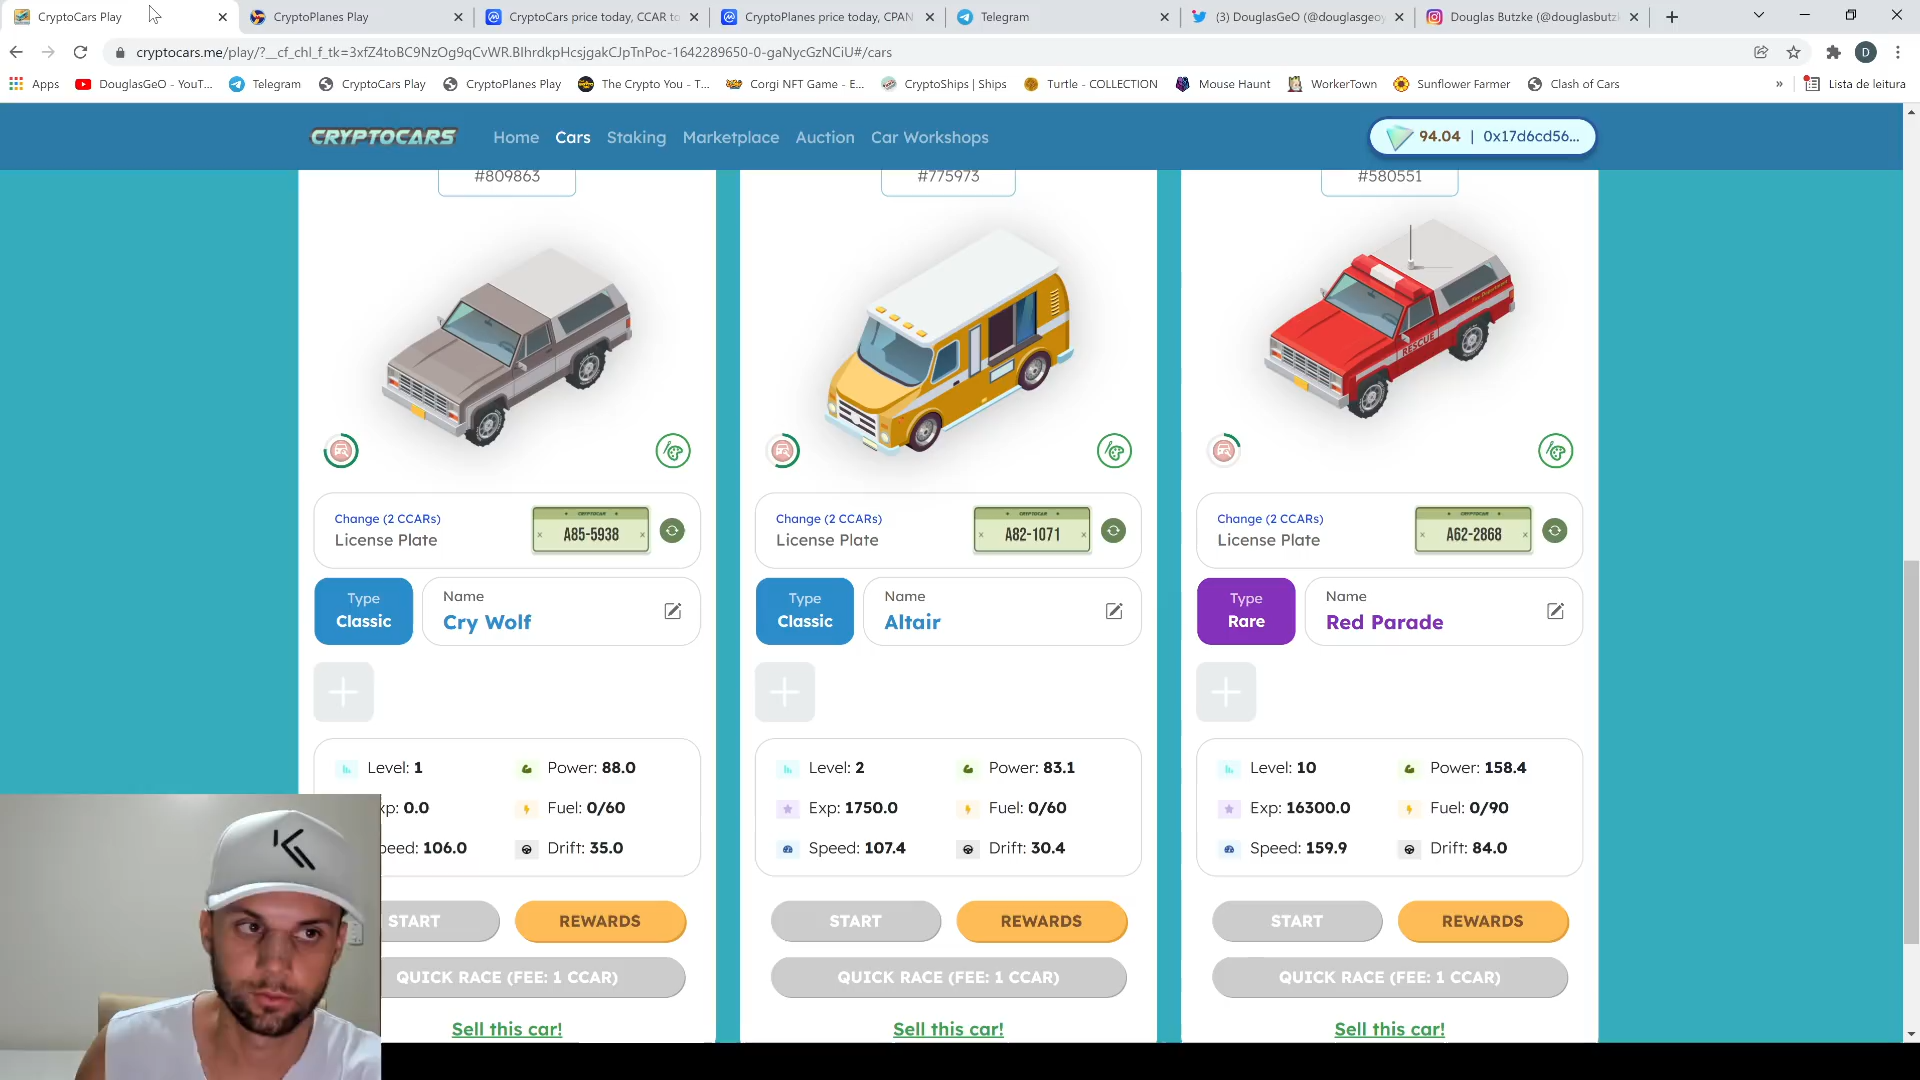 CryptoCars Play
CryptoPlanes Play
CryptoCars price today, CCAR to
CryptoPlanes price today, CPAN
Telegram
(3) DouglasGeO (@douglasgeoy
Douglas Butzke (@douglasbutz
cryptocars.me/play/?__cf_chl_f_tk=3xfZ4toBC9NzOg9qCvWR.BlhrdkpHcsjgakCJpTnPoc-1642289650-0-gaNycGzNCiU#/cars
D
Apps
DouglasGeO - YouT...
Telegram
CryptoCars Play
CryptoPlanes Play
The Crypto You - T...
Corgi NFT Game - E...
CryptoShips | Ships
Turtle - COLLECTION
Mouse Haunt
WorkerTown
Sunflower Farmer
Clash of Cars
»
Lista de leitura
CRYPTOCARS
Home
Cars
Staking
Marketplace
Auction
Car Workshops
94.04 | 0x17d6cd56...
#809863
#775973
#580551
RESCUE
Change (2 CCARs)
License Plate
CRYPTOCAR
A85-5938
Change (2 CCARs)
License Plate
CRYPTOCAR
A82-1071
Change (2 CCARs)
License Plate
CRYPTOCAR
A62-2868
Type
Classic
Name
Cry Wolf
Type
Classic
Name
Altair
Type
Rare
Name
Red Parade
Level: 1
Power: 88.0
xp: 0.0
Fuel: 0/60
peed: 106.0
Drift: 35.0
Level: 2
Power: 83.1
Exp: 1750.0
Fuel: 0/60
Speed: 107.4
Drift: 30.4
Level: 10
Power: 158.4
Exp: 16300.0
Fuel: 0/90
Speed: 159.9
Drift: 84.0
START
REWARDS
START
REWARDS
START
REWARDS
QUICK RACE (FEE: 1 CCAR)
QUICK RACE (FEE: 1 CCAR)
QUICK RACE (FEE: 1 CCAR)
Sell this car!
Sell this car!
Sell this car!